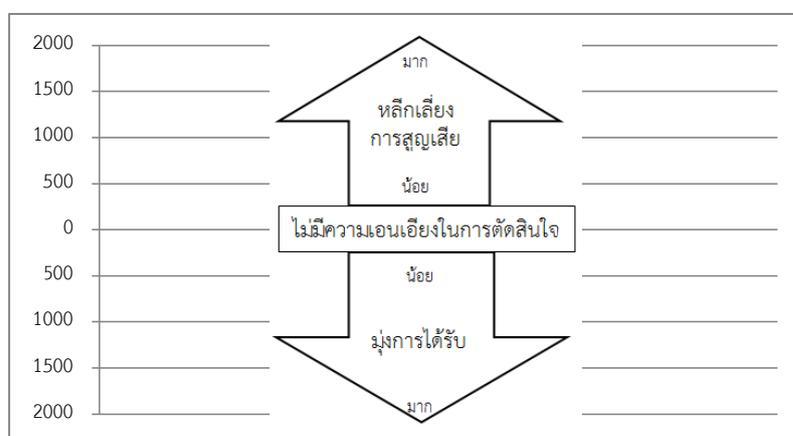 2000
มาก
1500
หลีกเลี่ยง
1000
การสูญเสีย
500
น้อย
0
ไม่มีความเอนเอียงในการตัดสินใจ
500
น้อย
1000
มุ่งการได้รับ
1500
2000
มาก